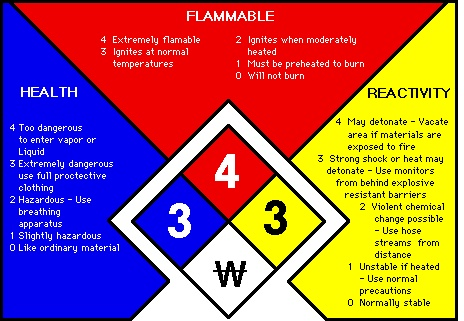 FLAMMABLE
4 Extremely flamable
3 Ignites at normal
temperatures
2 Ignites when moderately
heated
1 Must be preheated to burn
0 Will not burn
HEALTH
4 Too dangerous
to enter vapor or
Liquid
3 Extremely dangerous
use full proctective
clothing
2 Hazardous - Use
breathing
apparatus
1 Slightly hazardous
0 Like ordinary material
REACTIVITY
4 May detonate - Vacate
area if materials are
exposed to fire
3 Strong shock or heat may
detonate - Use monitors
from behind explosive
resistant barriers
2 Violent chemical
change possible
- Use hose
streams from
distance
1 Unstable if heated
- Use normal
precautions
0 Normally stable
4
3
3
W